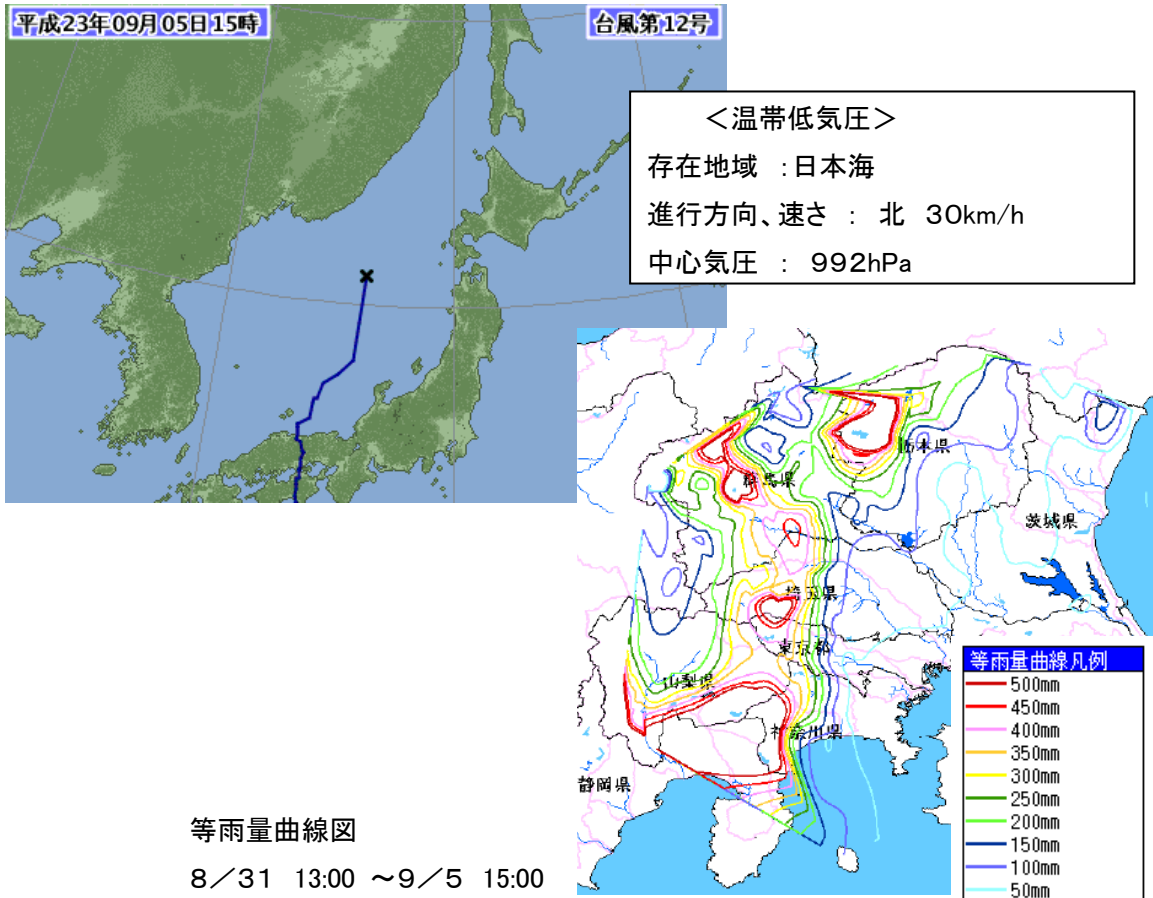 平成23年09月05日15時
台風第12号
＜温帯低気圧＞
存在地域 ：日本海
進行方向、速さ ： 北 30km/h
中心気圧 ： 992hPa
栃木県
群馬県
茨城県
埼玉県
東京都
山梨県
神奈川県
静岡県
等雨量曲線凡例
500mm
450mm
400mm
350mm
300mm
250mm
200mm
150mm
100mm
50mm
等雨量曲線図
8／31 13:00 ～9／5 15:00